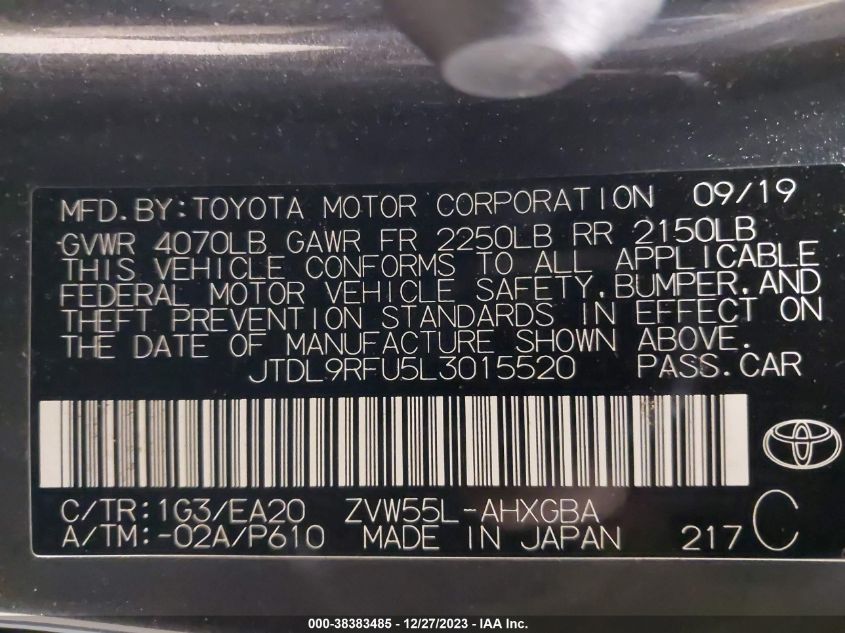 MFD.BY:TOYOTA MOTOR CORPORATION 09/19
GVWR 4070LB GAWR FR 2250LB RR 2150LB
THIS VEHICLE CONFORMS TO ALL APPLICABLE
FEDERAL MOTOR VEHICLE SAFETY,BUMPER,AND
THEFT PREVENTION STANDARDS IN EFFECT ON
THE DATE OF MANUFACTURE SHOWN ABOVE.
JTDL9RFU5L3015520 PASS.CAR
C/TR:1G3/EA20 ZVW55L-AHXGBA
A/TM:-02A/P610 MADE IN JAPAN 217 C
000-38383485 - 12/27/2023 - IAA Inc.